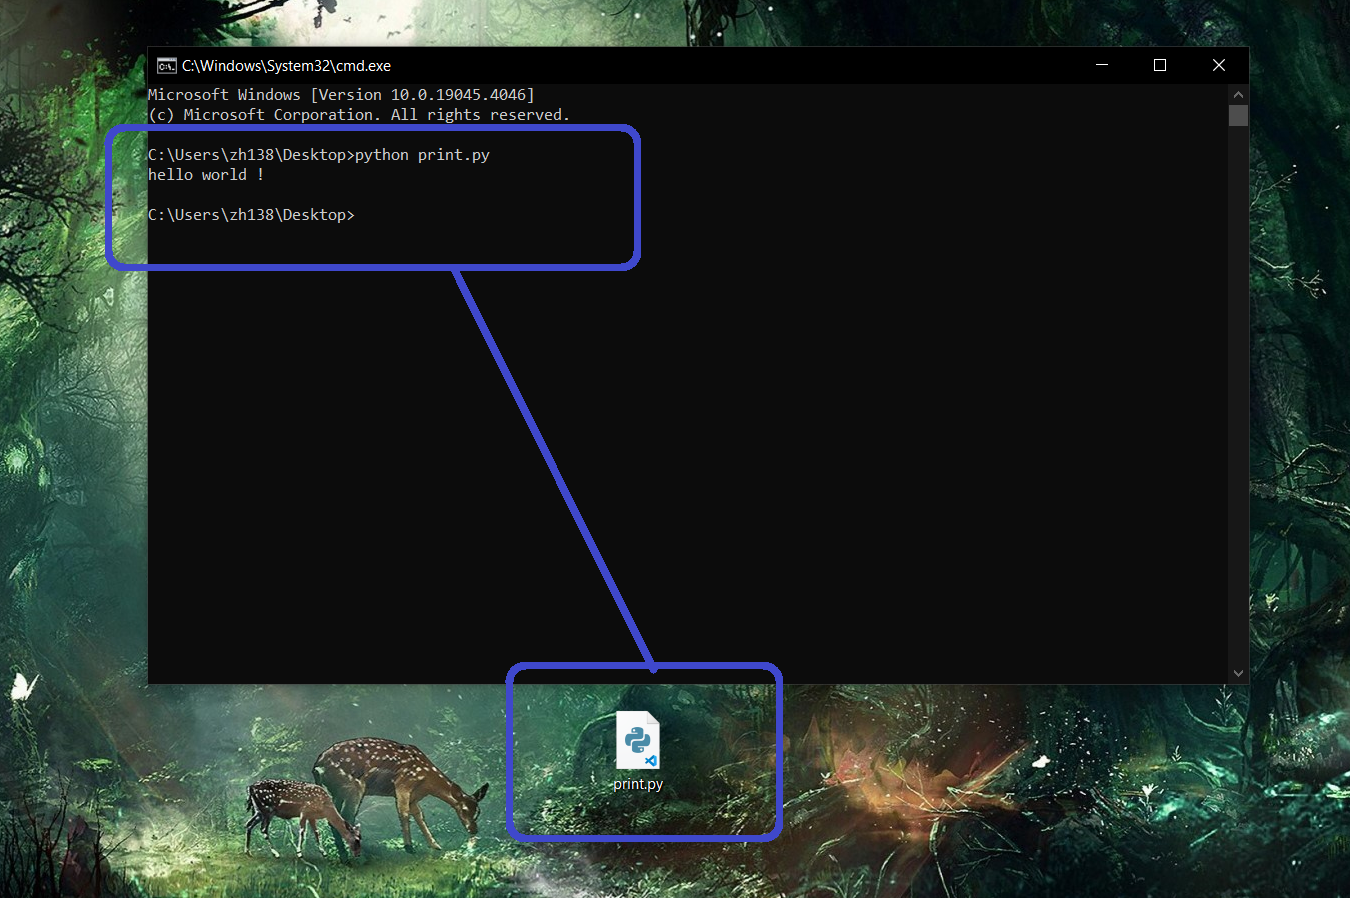 C:\Windows\System32\cmd.exe
Microsoft Windows [Version 10.0.19045.4046]
(c) Microsoft Corporation. All rights reserved.
C:\Users\zh138\Desktop>python print.py
hello world !
C:\Users\zh138\Desktop>
print.py